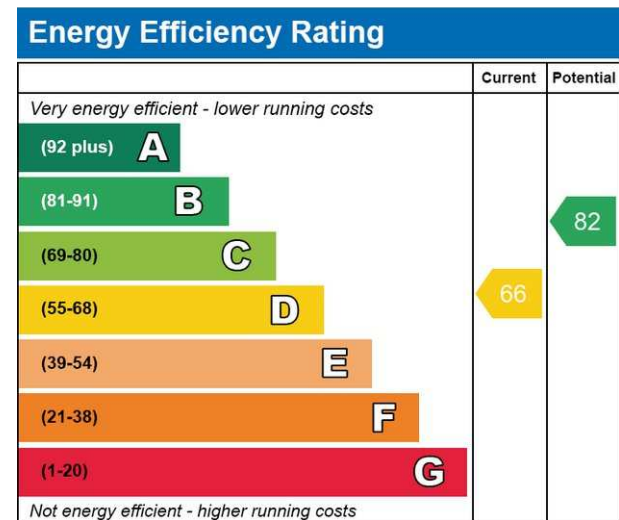 Energy Efficiency Rating
Current Potential
Very energy efficient - lower running costs
(92 plus) A
(81-91) B
82
(69-80) C
66
(55-68) D
(39-54) E
(21-38) F
(1-20) G
Not energy efficient - higher running costs